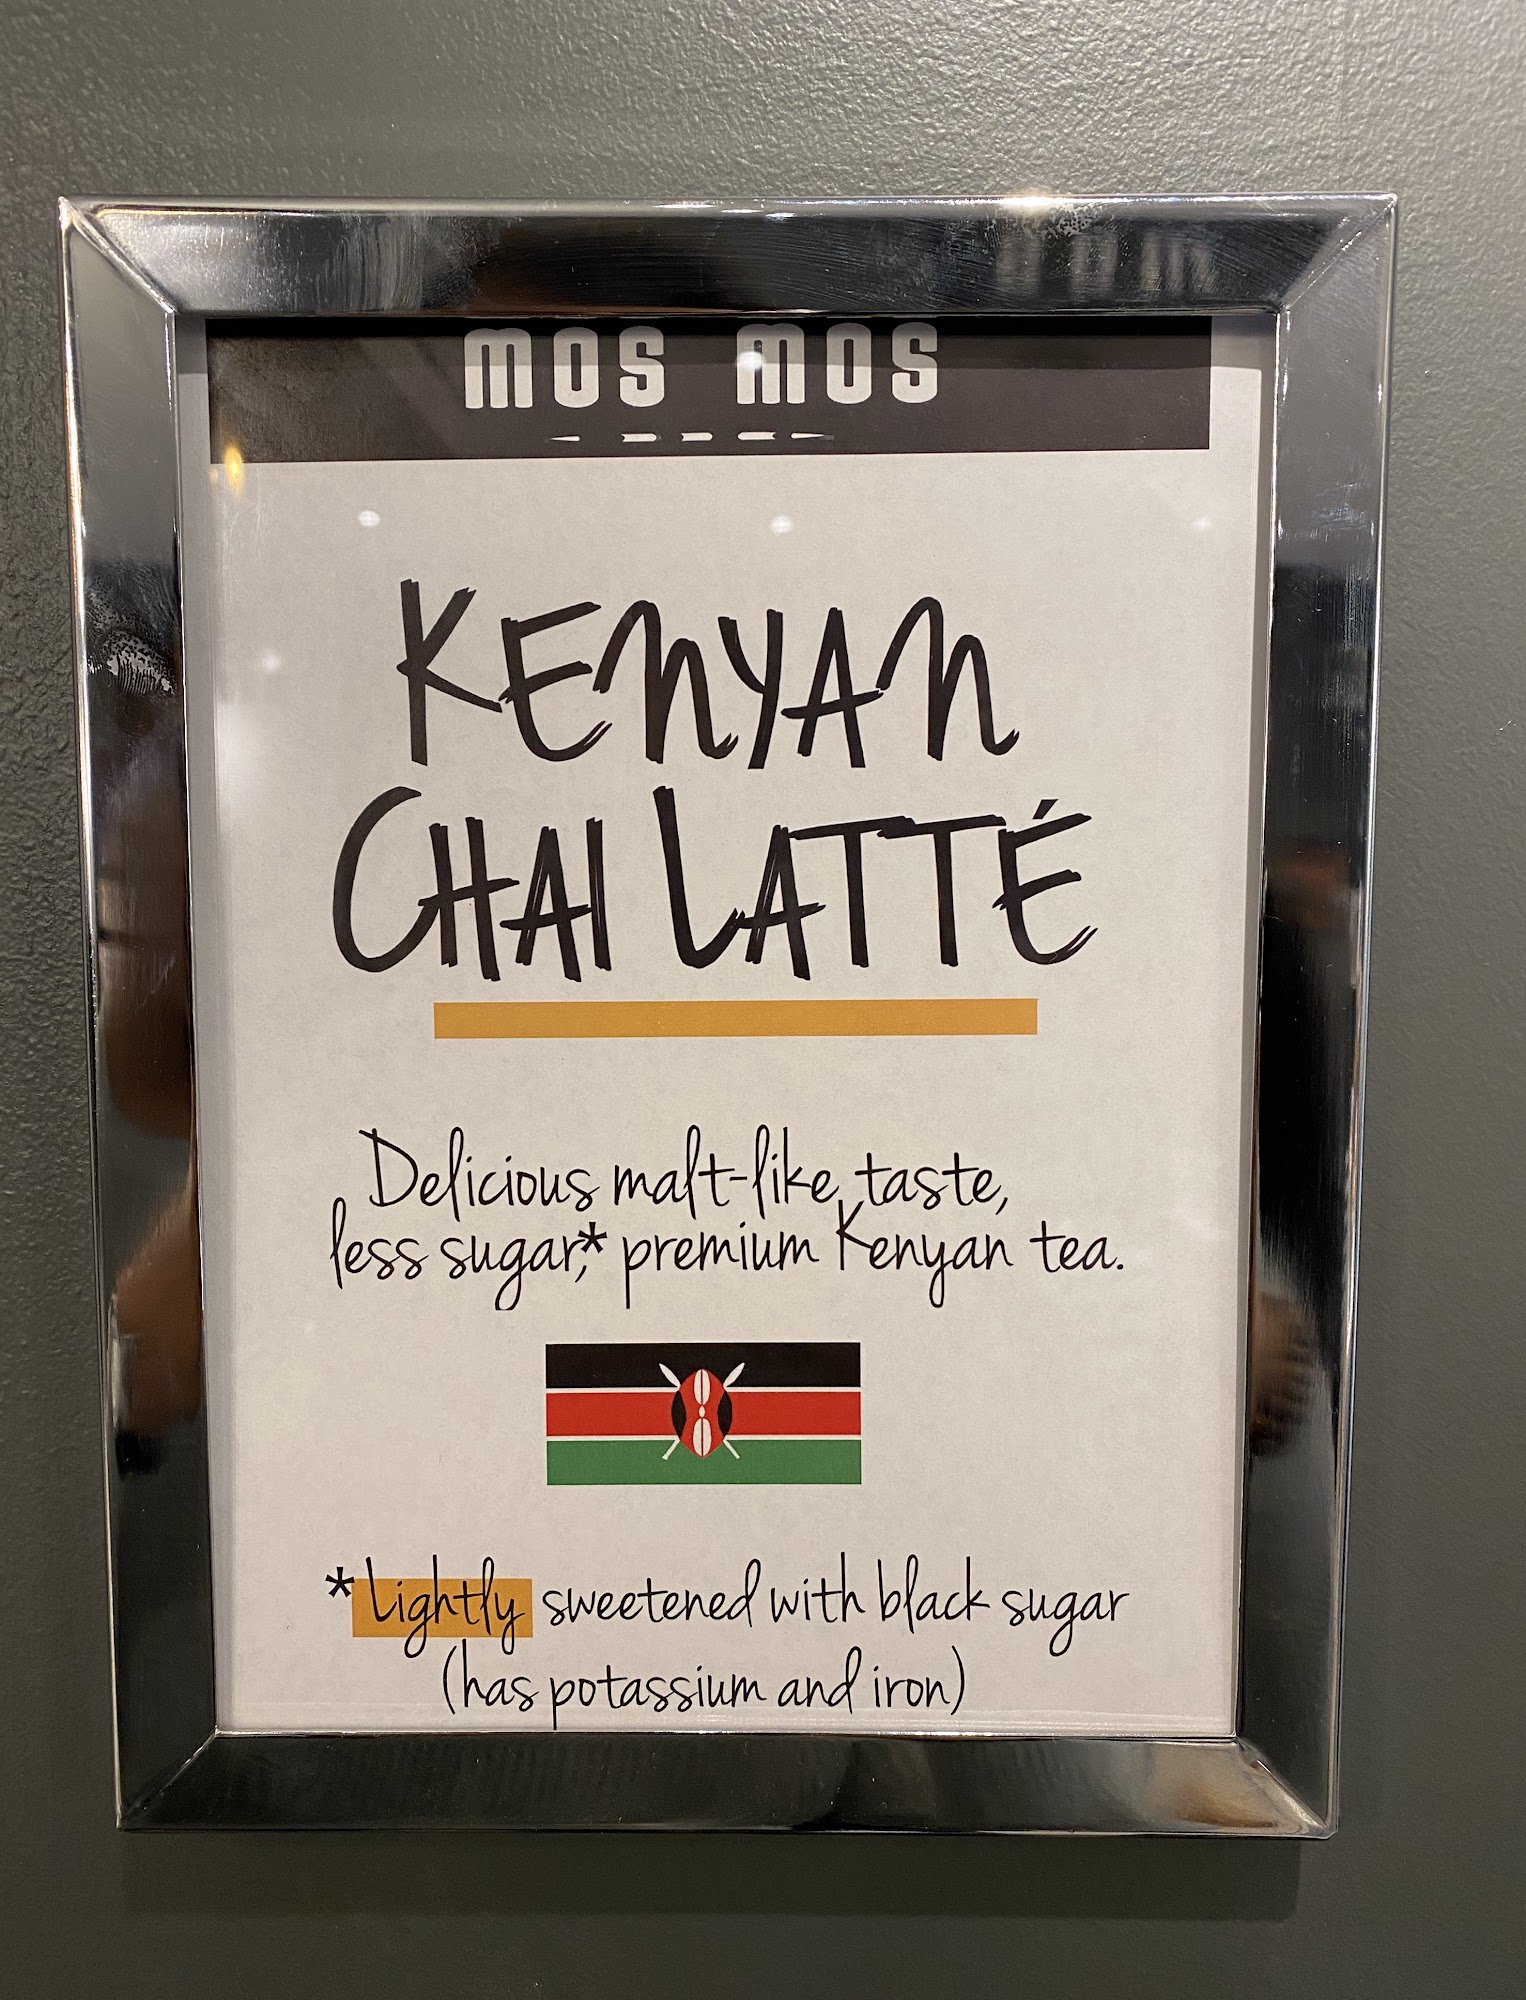 MOS MOS
KENYAN
CHAI LATTÉ
Delicious malt-like taste,
less sugar,* premium Kenyan tea.
*Lightly sweetened with black sugar
(has potassium and iron)